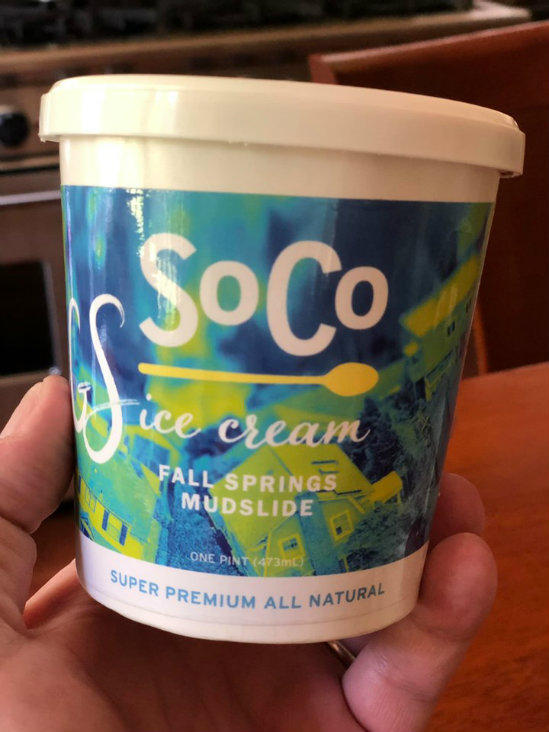 SoCo
ice cream
FALL SPRINGS
MUDSLIDE
ONE PINT (473mL)
SUPER PREMIUM ALL NATURAL